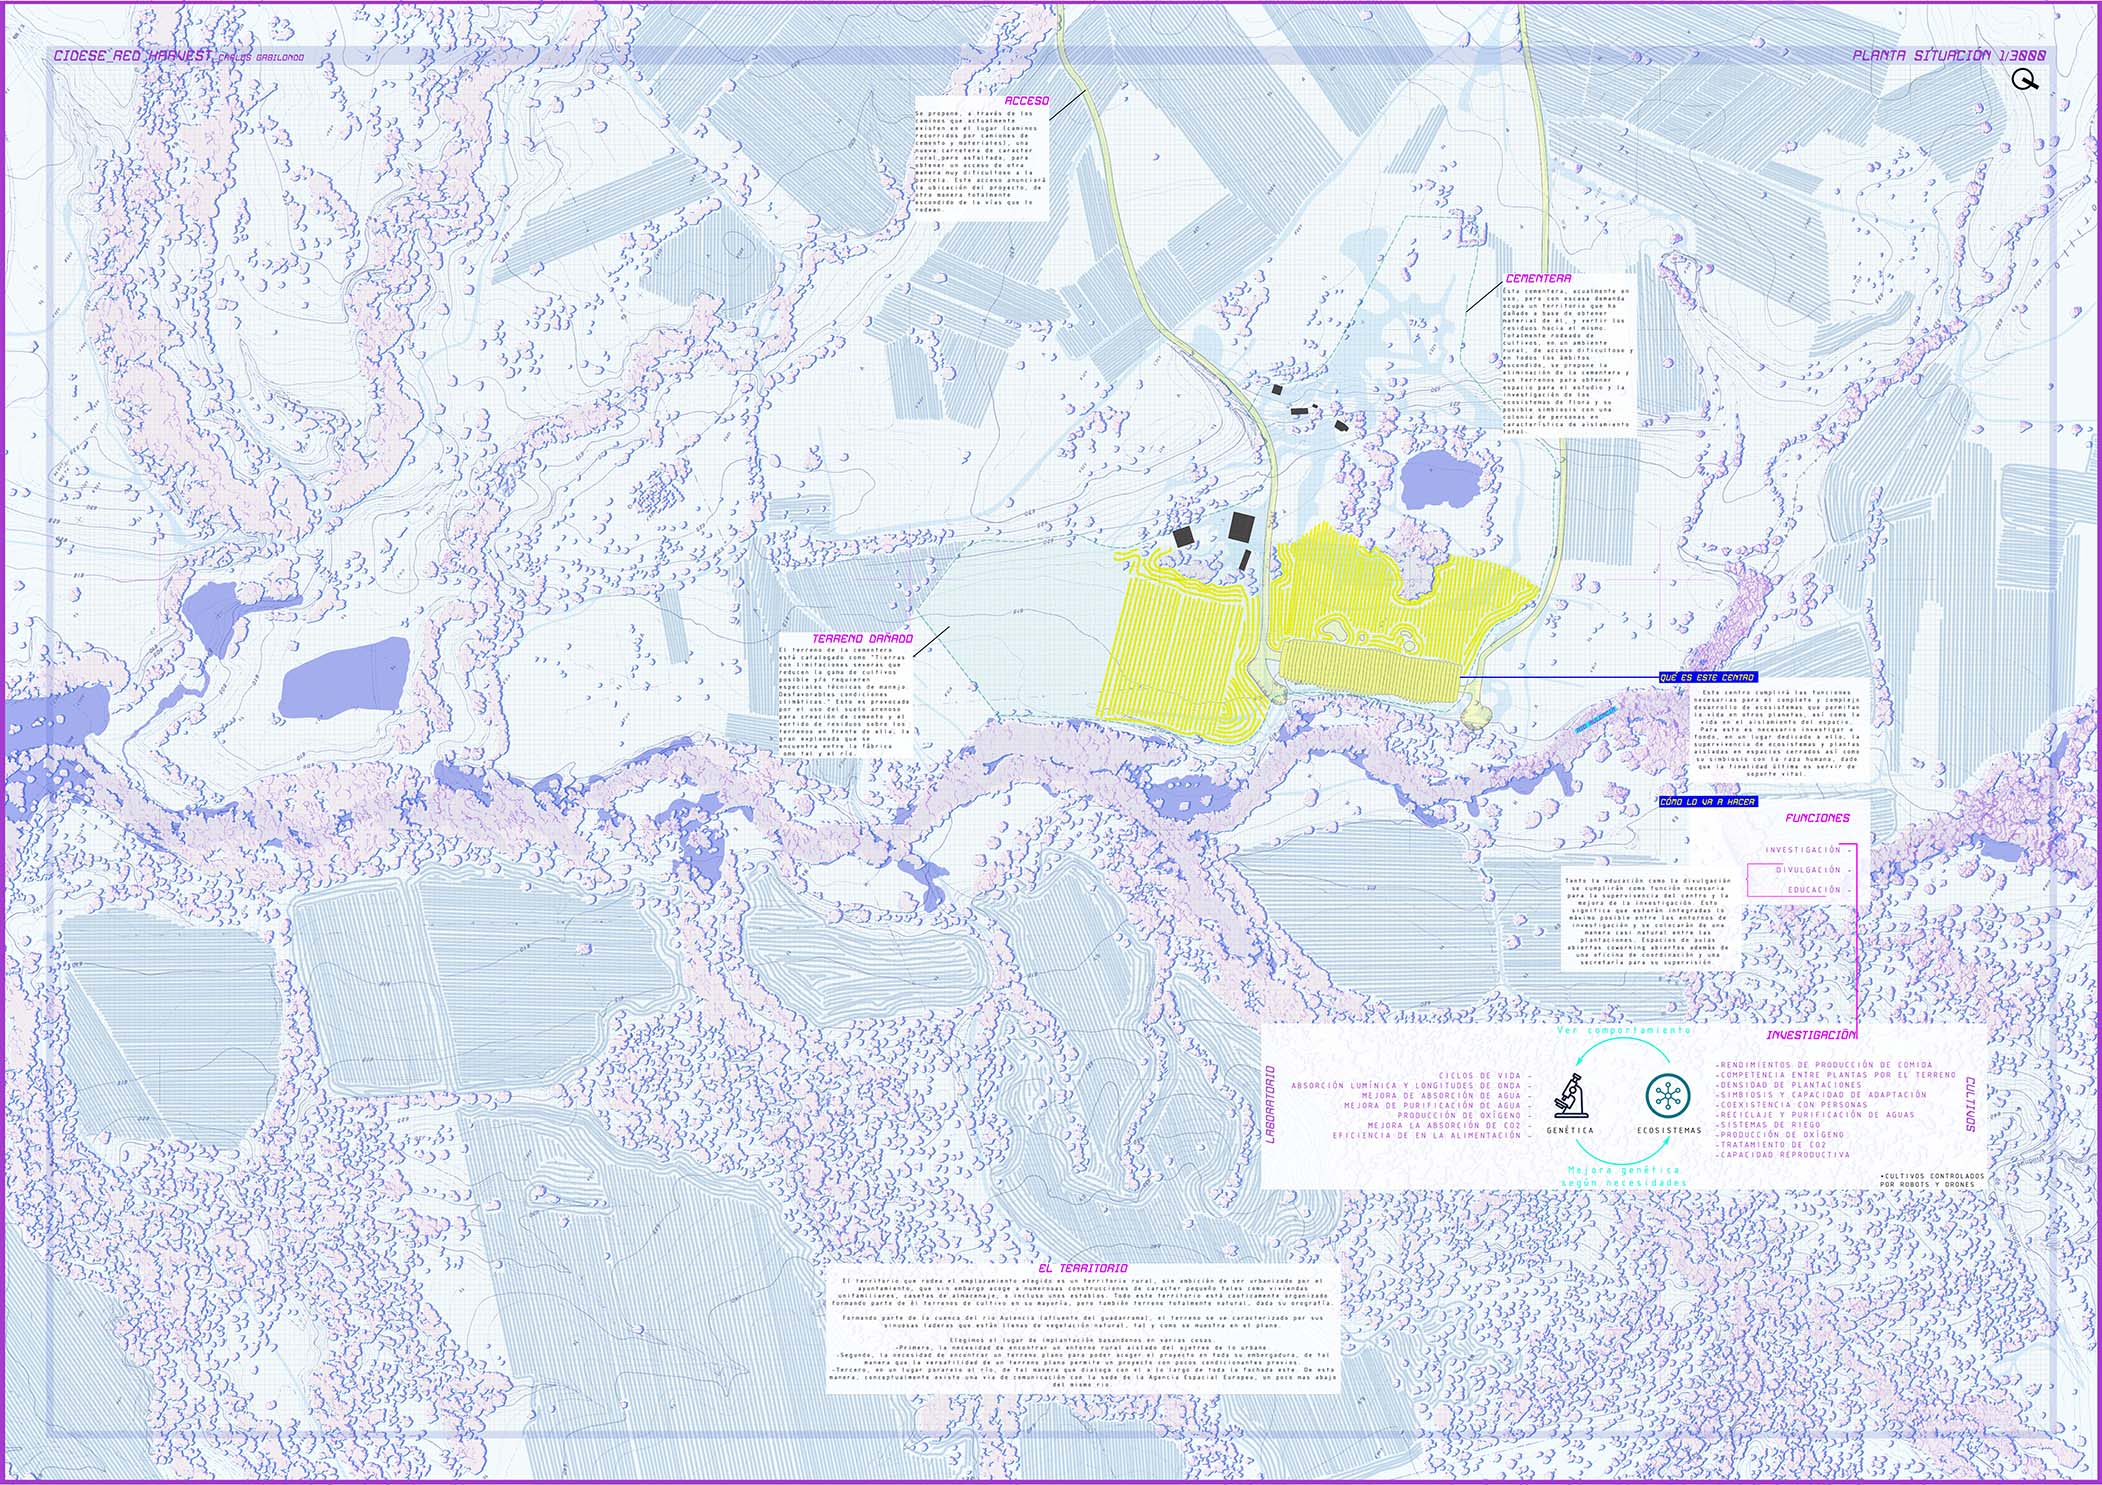 CIDESE_RED HARVEST CARLOS GABILONDO
PLANTA SITUACIÓN 1/3000
ACCESO
Se propone, a través de los
caminos que actualmente
existen en el lugar (caminos
recorridos por camiones de
cemento y materiales), una
nueva carretera de caracter
rural pero asfaltada, para
obtener un acceso de otra
manera muy dificultoso a la
parcela. Este acceso anunciará
la ubicación del proyecto, de
otra manera totalmente
escondido de la vías que lo
rodean.
CEMENTERA
Esta cementera, acualmente en
uso, pero con escasa demanda
ocupa un territorio que ha
dañado a base de obtener
material de él, y vertir los
residuos hacia el mismo.
cultivos, en un ambiente
rural, de acceso dificultoso y
en todos los ámbitos
escondido, se propone la
eliminación de la cementera y
sus terrenos para obtener
espacio para el estudio y la
investigación de los
ecosistemas de flora y su
posible simbiosis con una
serie de personas en
característica de aislamiento
total.
TERRENO DAÑADO
El terreno de la cementera
está catalogado como "Tierras
con limitaciones severas que
reducen la gama de cultivos
posible y/o requieren
especiales técnicas de manejo.
Desfavorables condiciones
climáticas." Esto es provocado
por el uso del suelo arenoso
para creación de cemento y al
vertido de residuos sobre los
terrenos en frente de ella, la
gran explanada que se
encuentra entre la fábrica
como tal y el río.
QUÉ ES ESTE CENTRO
Este centro cumplirá las funciones
necesarias para el completo y complejo
desarrollo de ecosistemas que permitan
la vida en otros planetas, así como la
vida en el aislamiento del espacio.
Para esto es necesario investigar a
fondo, en un lugar dedicado a ello, la
supervivencia de ecosistemas y plantas
aisladas en espacios cerrados así como
su simbiosis con la raza humana, dado
que la finalidad última es servir de
soporte vital.
CÓMO LO VA A HACER
FUNCIONES
INVESTIGACIÓN -
DIVULGACIÓN -
EDUCACIÓN -
Tanto la educación como la divulgación
se cumplirán como función necesaria
para la supervivencia del centro y la
mejora de la investigación. Esto
significa que estarán integradas lo
máximo posible entre los entornos de
investigación y se colocarán de una
manera casi natural entre las
plantaciones. Espacios de aulas
abiertas, coworking abiertos además de
una oficina de coordinación y una
secretaría para su supervisión
INVESTIGACIÓN
Ver comportamiento
LABORATORIO
CICLOS DE VIDA -
ABSORCIÓN LUMÍNICA Y LONGITUDES DE ONDA -
MEJORA DE ABSORCIÓN DE AGUA -
MEJORA DE PURIFICACIÓN DE AGUA -
PRODUCCIÓN DE OXÍGENO -
MEJORA LA ABSORCIÓN DE CO2 -
EFICIENCIA DE EN LA ALIMENTACIÓN -
GENÉTICA
ECOSISTEMAS
-RENDIMIENTOS DE PRODUCCIÓN DE COMIDA
-COMPETENCIA ENTRE PLANTAS POR EL TERRENO
-DENSIDAD DE PLANTACIONES
-SIMBIOSIS Y CAPACIDAD DE ADAPTACIÓN
-COEXISTENCIA CON PERSONAS
-RECICLAJE Y PURIFICACIÓN DE AGUAS
-SISTEMAS DE RIEGO
-PRODUCCIÓN DE OXÍGENO
-TRATAMIENTO DE CO2
-CAPACIDAD REPRODUCTIVA
CULTIVOS
Mejora genética
según necesidades
*CULTIVOS CONTROLADOS
POR ROBOTS Y DRONES
EL TERRITORIO
El territorio que rodea el emplazamiento elegido es un territorio rural, sin ambición de ser urbanizado por el
ayuntamiento, que sin embargo acoge a numerosas construcciones de caracter pequeño tales como viviendas
unifamiliares, casetas de almacenaje, o incluso unos establos. Todo este territorio está poéticamente organizado
formando parte de él terrenos de cultivo en su mayoría, pero también terreno totalmente natural, dada su orografía.
Formando parte de la cuenca del río Aulencia (afluente del guadarrama), el terreno se ve caracterizado por sus
sinuosas laderas que están llenas de vegetación natural, tal y como se muestra en el plano.
Elegimos el lugar de implantación basandonos en varias cosas.
-Primero, la necesidad de encontrar un entorno rural aislado del ajetreo de lo urbano
-Segundo, la necesidad de encontrar un terreno plano para poder acoger el programa en toda su embergadura, de tal
manera que la versatilidad de un terreno plano permite un proyecto con pocos condicionantes previos.
-Tercero, en un lugar pararelo al río, de tal manera que dialoga con el a lo largo de la fachada este. De esta
manera, conceptualmente existe una vía de comunicación con la sede de la Agencia Espacial Europea, un poco mas abajo
del mismo río.